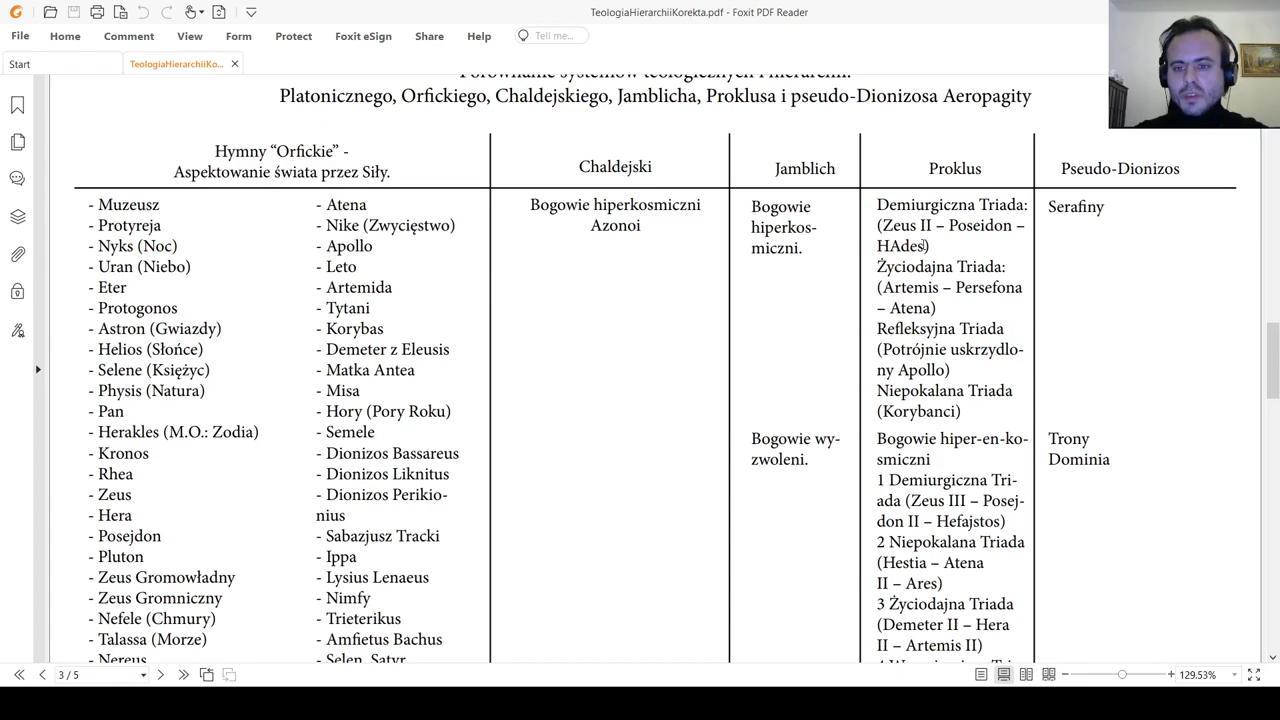 TeologiaHierarchiiKorekta.pdf - Foxit PDF Reader
File Home Comment View Form Protect Foxit eSign Share Help Tell me...
Start TeologiaHierarchiiKo...
Porównanie systemów teologicznych i hierarchii:
Platonicznego, Orfickiego, Chaldejskiego, Jamblicha, Proklusa i pseudo-Dionizosa Aeropagity
Hymny “Orfickie” -
Aspektowanie świata przez Siły.
- Muzeusz
- Protyreja
- Nyks (Noc)
- Uran (Niebo)
- Eter
- Protogonos
- Astron (Gwiazdy)
- Helios (Słońce)
- Selene (Księżyc)
- Physis (Natura)
- Pan
- Herakles (M.O.: Zodia)
- Kronos
- Rhea
- Zeus
- Hera
- Posejdon
- Pluton
- Zeus Gromowładny
- Zeus Gromniczny
- Nefele (Chmury)
- Talassa (Morze)
- Nereus
- Atena
- Nike (Zwycięstwo)
- Apollo
- Leto
- Artemida
- Tytani
- Korybas
- Demeter z Eleusis
- Matka Antea
- Misa
- Hory (Pory Roku)
- Semele
- Dionizos Bassareus
- Dionizos Liknitus
- Dionizos Perikio-
nius
- Sabazjusz Tracki
- Ippa
- Lysius Lenaeus
- Nimfy
- Trieterikus
- Amfietus Bachus
- Selen, Satyr,
Chaldejski
Bogowie hiperkosmiczni
Azonoi
Jamblich
Bogowie
hiperkos-
miczni.
Bogowie wy-
zwoleni.
Proklus
Demiurgiczna Triada:
(Zeus II – Poseidon –
HAdes)
Życiodajna Triada:
(Artemis – Persefona
– Atena)
Refleksyjna Triada
(Potrójnie uskrzydlo-
ny Apollo)
Niepokalana Triada
(Korybanci)
Bogowie hiper-en-ko-
smiczni
1 Demiurgiczna Tri-
ada (Zeus III – Posej-
don II – Hefajstos)
2 Niepokalana Triada
(Hestia – Atena
II – Ares)
3 Życiodajna Triada
(Demeter II – Hera
II – Artemis II)
Pseudo-Dionizos
Serafiny
Trony
Dominia
3 / 5
129.53%